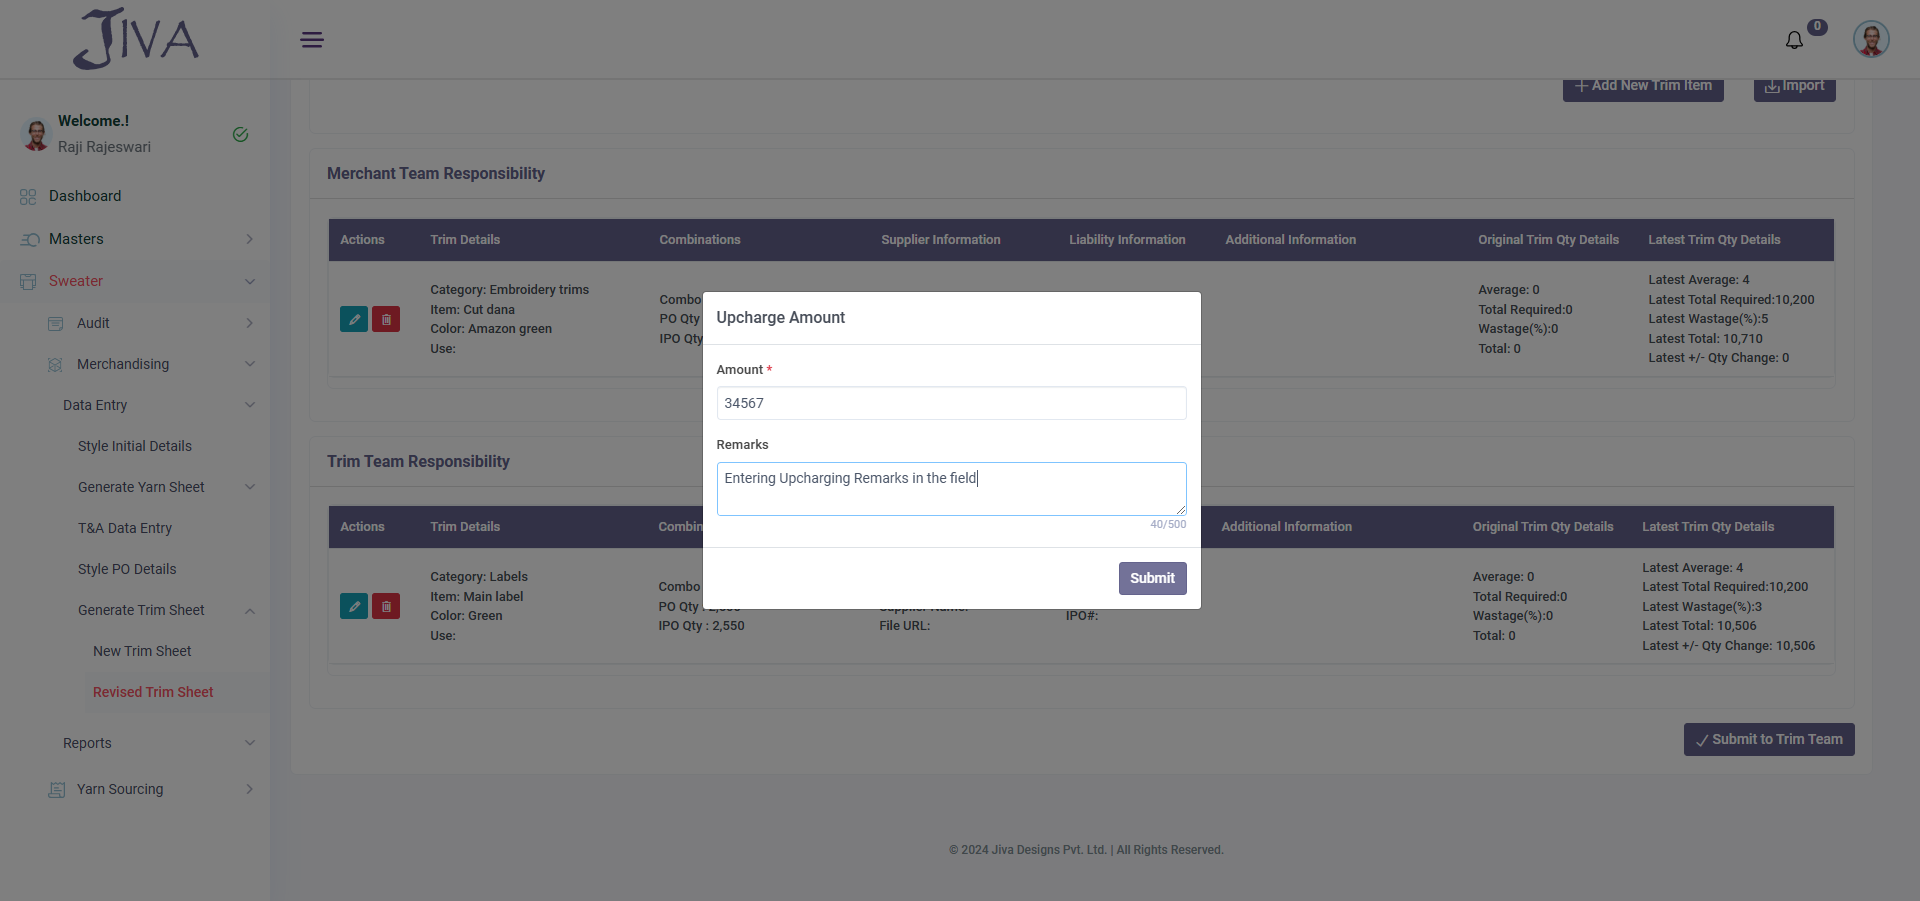 JIVA
0
Welcome.!
Raji Rajeswari
Dashboard
Masters
Sweater
Audit
Merchandising
Data Entry
Style Initial Details
Generate Yarn Sheet
T&A Data Entry
Style PO Details
Generate Trim Sheet
New Trim Sheet
Revised Trim Sheet
Reports
Yarn Sourcing
Add New Trim Item
Import
Merchant Team Responsibility
Actions Trim Details Combinations Supplier Information Liability Information Additional Information Original Trim Qty Details Latest Trim Qty Details
Category: Embroidery trims
Item: Cut dana
Color: Amazon green
Use:
Combo
PO Qty
IPO Qty
Average: 0
Total Required:0
Wastage(%):0
Total: 0
Latest Average: 4
Latest Total Required:10,200
Latest Wastage(%):5
Latest Total: 10,710
Latest +/- Qty Change: 0
Upcharge Amount
Amount *
34567
Remarks
Entering Upcharging Remarks in the field
40/500
Submit
Trim Team Responsibility
Actions Trim Details Combin Additional Information Original Trim Qty Details Latest Trim Qty Details
Category: Labels
Item: Main label
Color: Green
Use:
Combo
PO Qty
IPO Qty : 2,550
Supplier Name:
File URL:
IPO#:
Average: 0
Total Required:0
Wastage(%):0
Total: 0
Latest Average: 4
Latest Total Required:10,200
Latest Wastage(%):3
Latest Total: 10,506
Latest +/- Qty Change: 10,506
Submit to Trim Team
© 2024 Jiva Designs Pvt. Ltd. | All Rights Reserved.